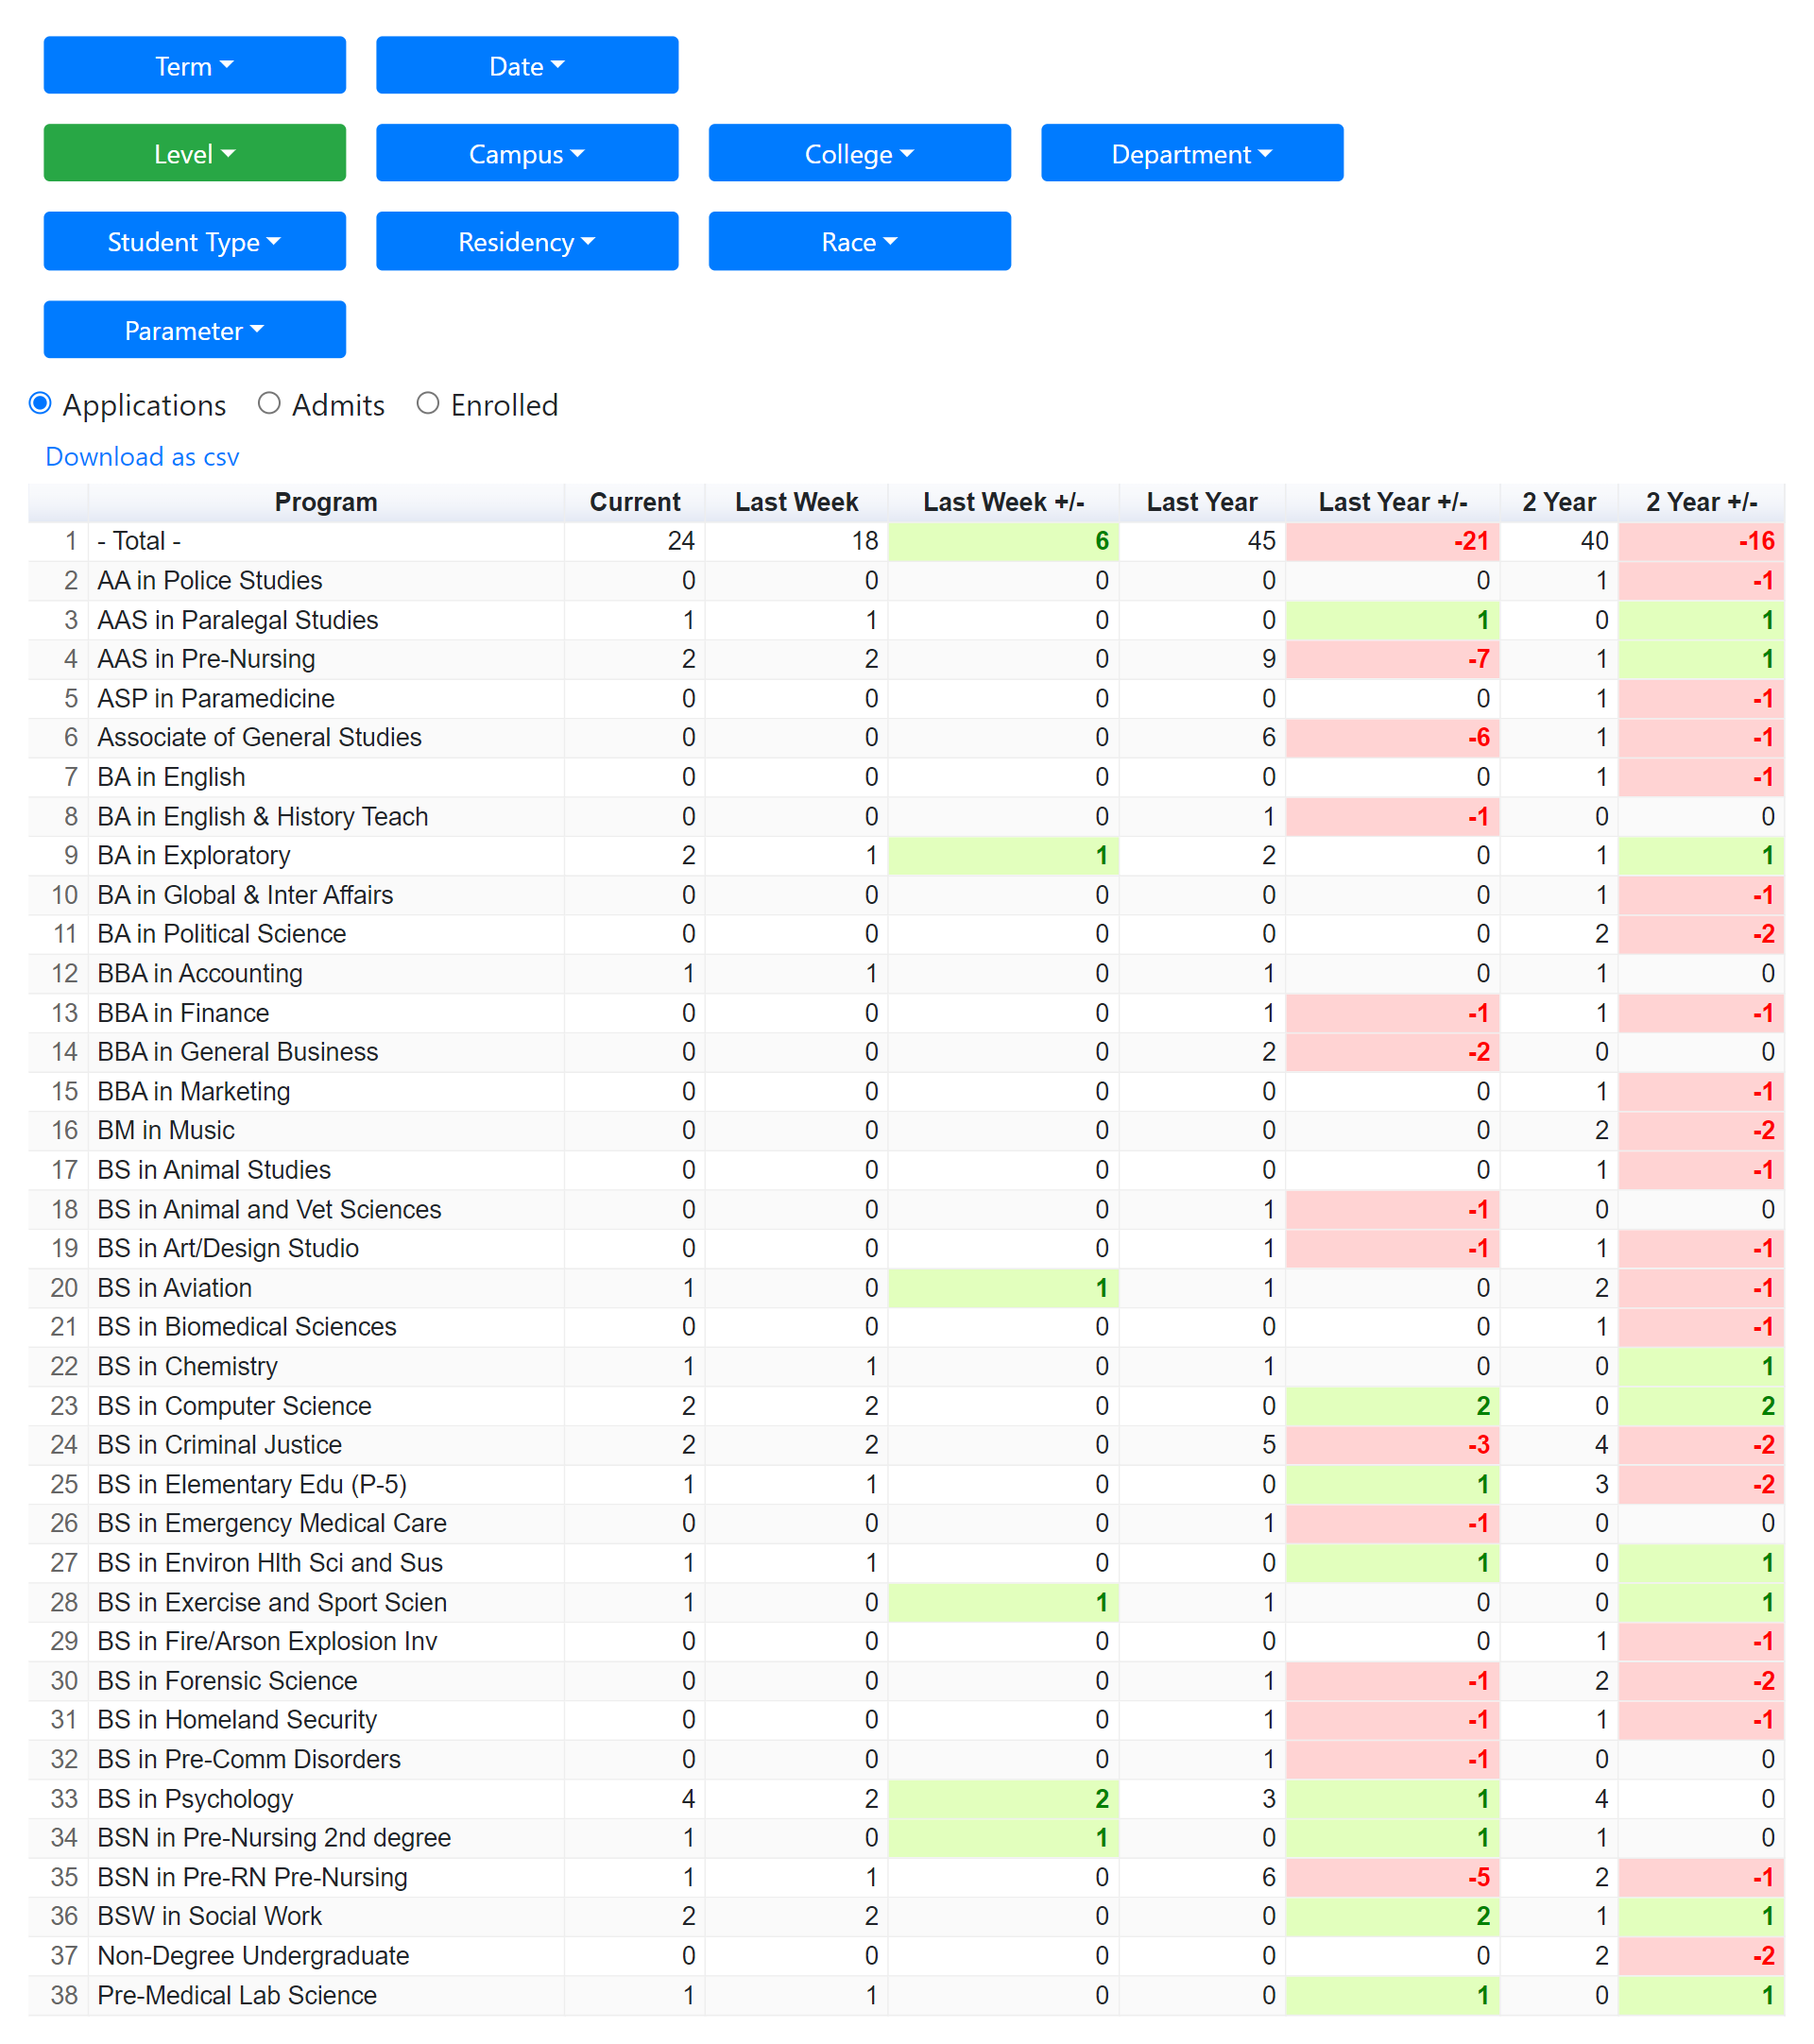 Term Date
Level Campus College Department
Student Type Residency Race
Parameter
Applications Admits Enrolled
Download as csv
Program Current Last Week Last Week +/- Last Year Last Year +/- 2 Year 2 Year +/-
1 - Total - 24 18 6 45 -21 40 -16
2 AA in Police Studies 0 0 0 0 0 1 -1
3 AAS in Paralegal Studies 1 1 0 0 1 0 1
4 AAS in Pre-Nursing 2 2 0 9 -7 1 1
5 ASP in Paramedicine 0 0 0 0 0 1 -1
6 Associate of General Studies 0 0 0 6 -6 1 -1
7 BA in English 0 0 0 0 0 1 -1
8 BA in English & History Teach 0 0 0 1 -1 0 0
9 BA in Exploratory 2 1 1 2 0 1 1
10 BA in Global & Inter Affairs 0 0 0 0 0 1 -1
11 BA in Political Science 0 0 0 0 0 2 -2
12 BBA in Accounting 1 1 0 1 0 1 0
13 BBA in Finance 0 0 0 1 -1 1 -1
14 BBA in General Business 0 0 0 2 -2 0 0
15 BBA in Marketing 0 0 0 0 0 1 -1
16 BM in Music 0 0 0 0 0 2 -2
17 BS in Animal Studies 0 0 0 0 0 1 -1
18 BS in Animal and Vet Sciences 0 0 0 1 -1 0 0
19 BS in Art/Design Studio 0 0 0 1 -1 1 -1
20 BS in Aviation 1 0 1 1 0 2 -1
21 BS in Biomedical Sciences 0 0 0 0 0 1 -1
22 BS in Chemistry 1 1 0 1 0 0 1
23 BS in Computer Science 2 2 0 0 2 0 2
24 BS in Criminal Justice 2 2 0 5 -3 4 -2
25 BS in Elementary Edu (P-5) 1 1 0 0 1 3 -2
26 BS in Emergency Medical Care 0 0 0 1 -1 0 0
27 BS in Environ Hlth Sci and Sus 1 1 0 0 1 0 1
28 BS in Exercise and Sport Scien 1 0 1 1 0 0 1
29 BS in Fire/Arson Explosion Inv 0 0 0 0 0 1 -1
30 BS in Forensic Science 0 0 0 1 -1 2 -2
31 BS in Homeland Security 0 0 0 1 -1 1 -1
32 BS in Pre-Comm Disorders 0 0 0 1 -1 0 0
33 BS in Psychology 4 2 2 3 1 4 0
34 BSN in Pre-Nursing 2nd degree 1 0 1 0 1 1 0
35 BSN in Pre-RN Pre-Nursing 1 1 0 6 -5 2 -1
36 BSW in Social Work 2 2 0 0 2 1 1
37 Non-Degree Undergraduate 0 0 0 0 0 2 -2
38 Pre-Medical Lab Science 1 1 0 0 1 0 1